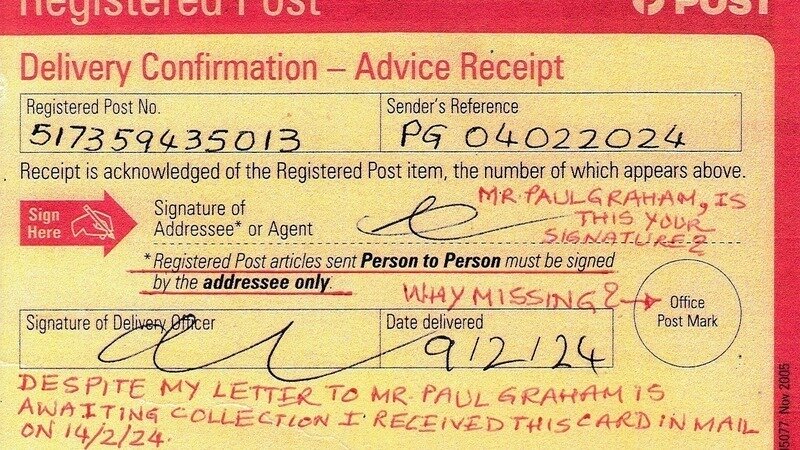 Registered Post
POST
Delivery Confirmation – Advice Receipt
Registered Post No.
517359435013
Sender's Reference
PG 04022024
Receipt is acknowledged of the Registered Post item, the number of which appears above.
Sign
Here
Signature of
Addressee* or Agent
MR. PAUL GRAHAM, IS
THIS YOUR
SIGNATURE?
*Registered Post articles sent Person to Person must be signed
by the addressee only.
WHY MISSING?
Office
Post Mark
Signature of Delivery Officer
Date delivered
9/2/24
DESPITE MY LETTER TO MR. PAUL GRAHAM IS
AWAITING COLLECTION I RECEIVED THIS CARD IN MAIL
ON 14/2/24.
5077: Nov 2005